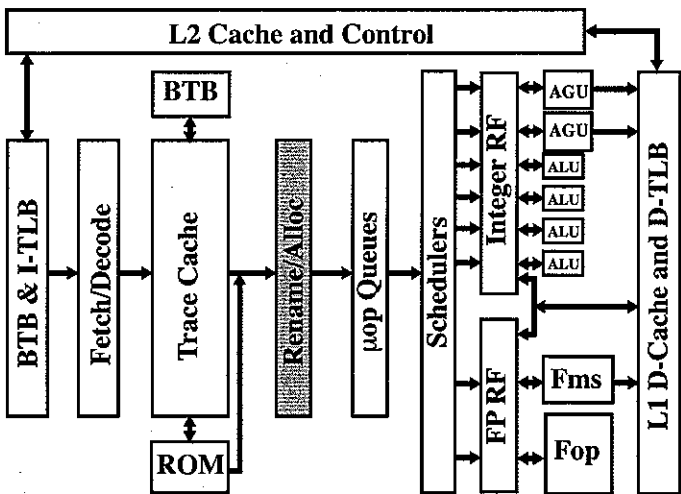 L2 Cache and Control
BTB & I-TLB
Fetch/Decode
BTB
Trace Cache
ROM
Rename/Alloc
µop Queues
Schedulers
Integer RF
FP RF
AGU
AGU
ALU
ALU
ALU
ALU
Fms
Fop
L1 D-Cache and D-TLB